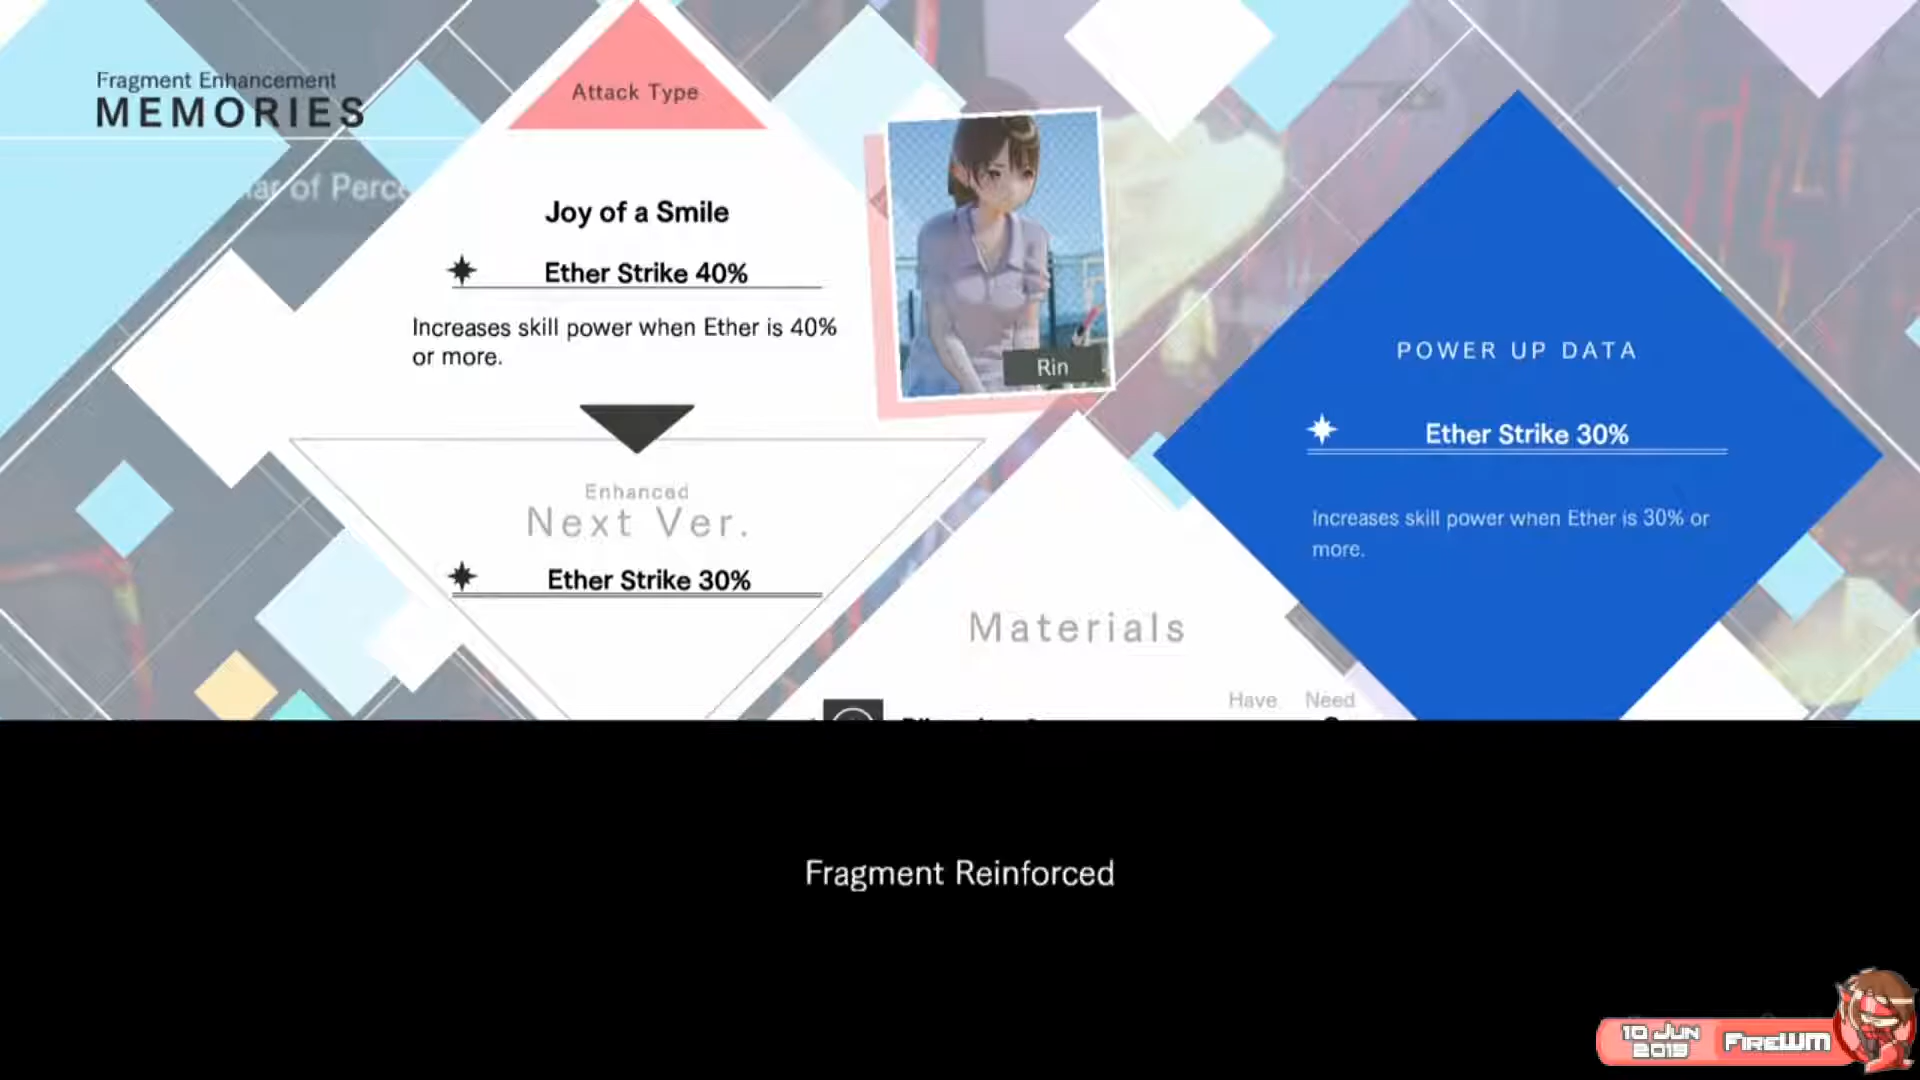 Fragment Enhancement
MEMORIES
of
Attack Type
Joy of a Smile
Ether Strike 40%
Increases skill power when Ether is 40%
or more.
Rin
Enhanced
Next Ver.
Ether Strike 30%
Materials
Have Need
POWER UP DATA
Ether Strike 30%
Increases skill power when Ether is 30% or
more.
Fragment Reinforced
10 JUN
2019
FIREWM